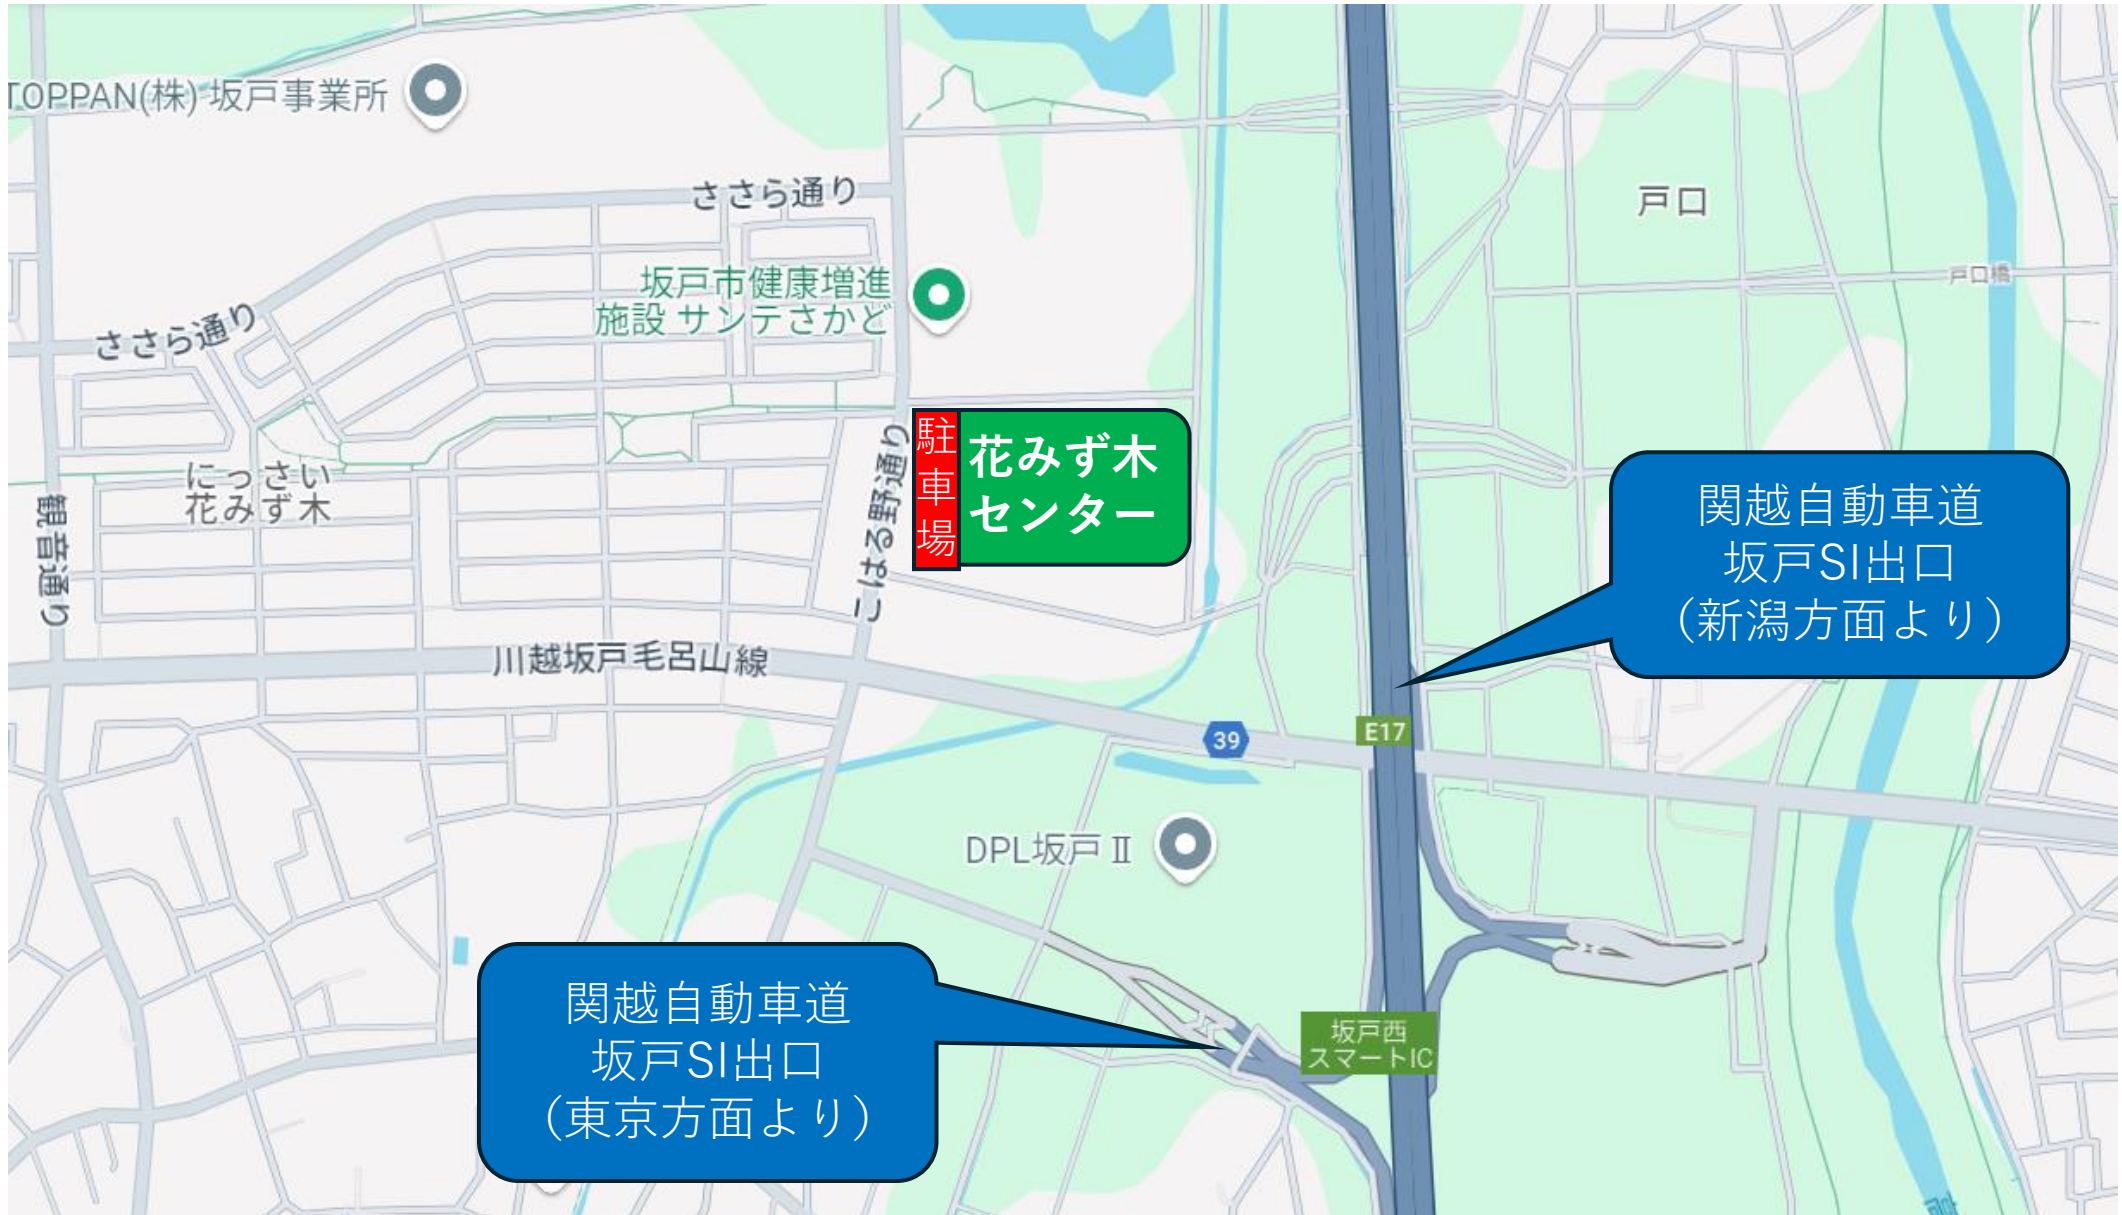 TOPPAN(株) 坂戸事業所
ささら通り
戸口
坂戸市健康増進
施設 サンテさかど
戸口橋
ささら通り
駐車場
花みず木
センター
こはる野通り
にっさい
花みず木
観音通り
関越自動車道
坂戸SI出口
（新潟方面より）
川越坂戸毛呂山線
39
E17
DPL坂戸 Ⅱ
関越自動車道
坂戸SI出口
（東京方面より）
坂戸西
スマートIC